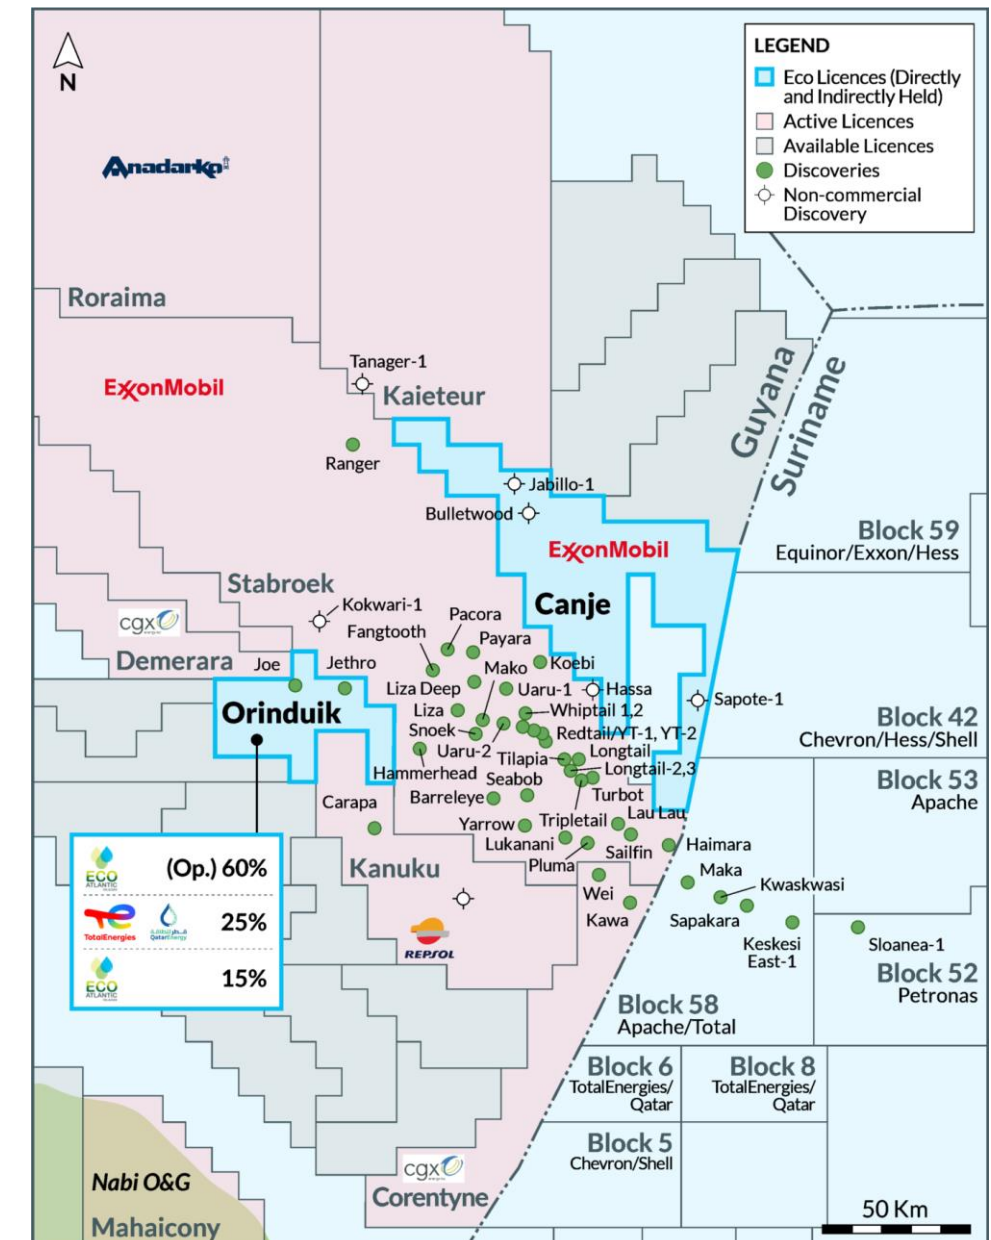 N
LEGEND
Eco Licences (Directly
and Indirectly Held)
Active Licences
Available Licences
Discoveries
Non-commercial
Discovery
Anadarko
Roraima
ExxonMobil
Tanager-1
Kaieteur
Ranger
Guyana
Suriname
Jabillo-1
Bulletwood
ExxonMobil
Canje
Block 59
Equinor/Exxon/Hess
Stabroek
cgx
Demerara
Kokwari-1
Fangtooth
Pacora
Payara
Joe
Jethro
Mako
Koebi
Liza Deep
Uaru-1
Hassa
Sapote-1
Orinduik
Liza
Whiptail 1,2
Snoek
Redtail/YT-1, YT-2
Block 42
Chevron/Hess/Shell
Uaru-2
Tilapia
Longtail
Hammerhead
Longtail-2,3
Seabob
Block 53
Apache
Barreleye
Turbot
Carapa
Yarrow
Tripletail
Lau Lau
Lukanani
Sailfin
Haimara
Pluma
Kanuku
Maka
Wei
Kwaskwasi
Kawa
Sapakara
REPSOL
Keskesi
East-1
Sloanea-1
Block 52
Petronas
ECO
ATLANTIC
(Op.) 60%
TotalEnergies
QatarEnergy
25%
ECO
ATLANTIC
15%
Block 58
Apache/Total
Block 6
TotalEnergies/
Qatar
Block 8
TotalEnergies/
Qatar
Block 5
Chevron/Shell
cgx
Corentyne
Nabi O&G
Mahaicony
50 Km